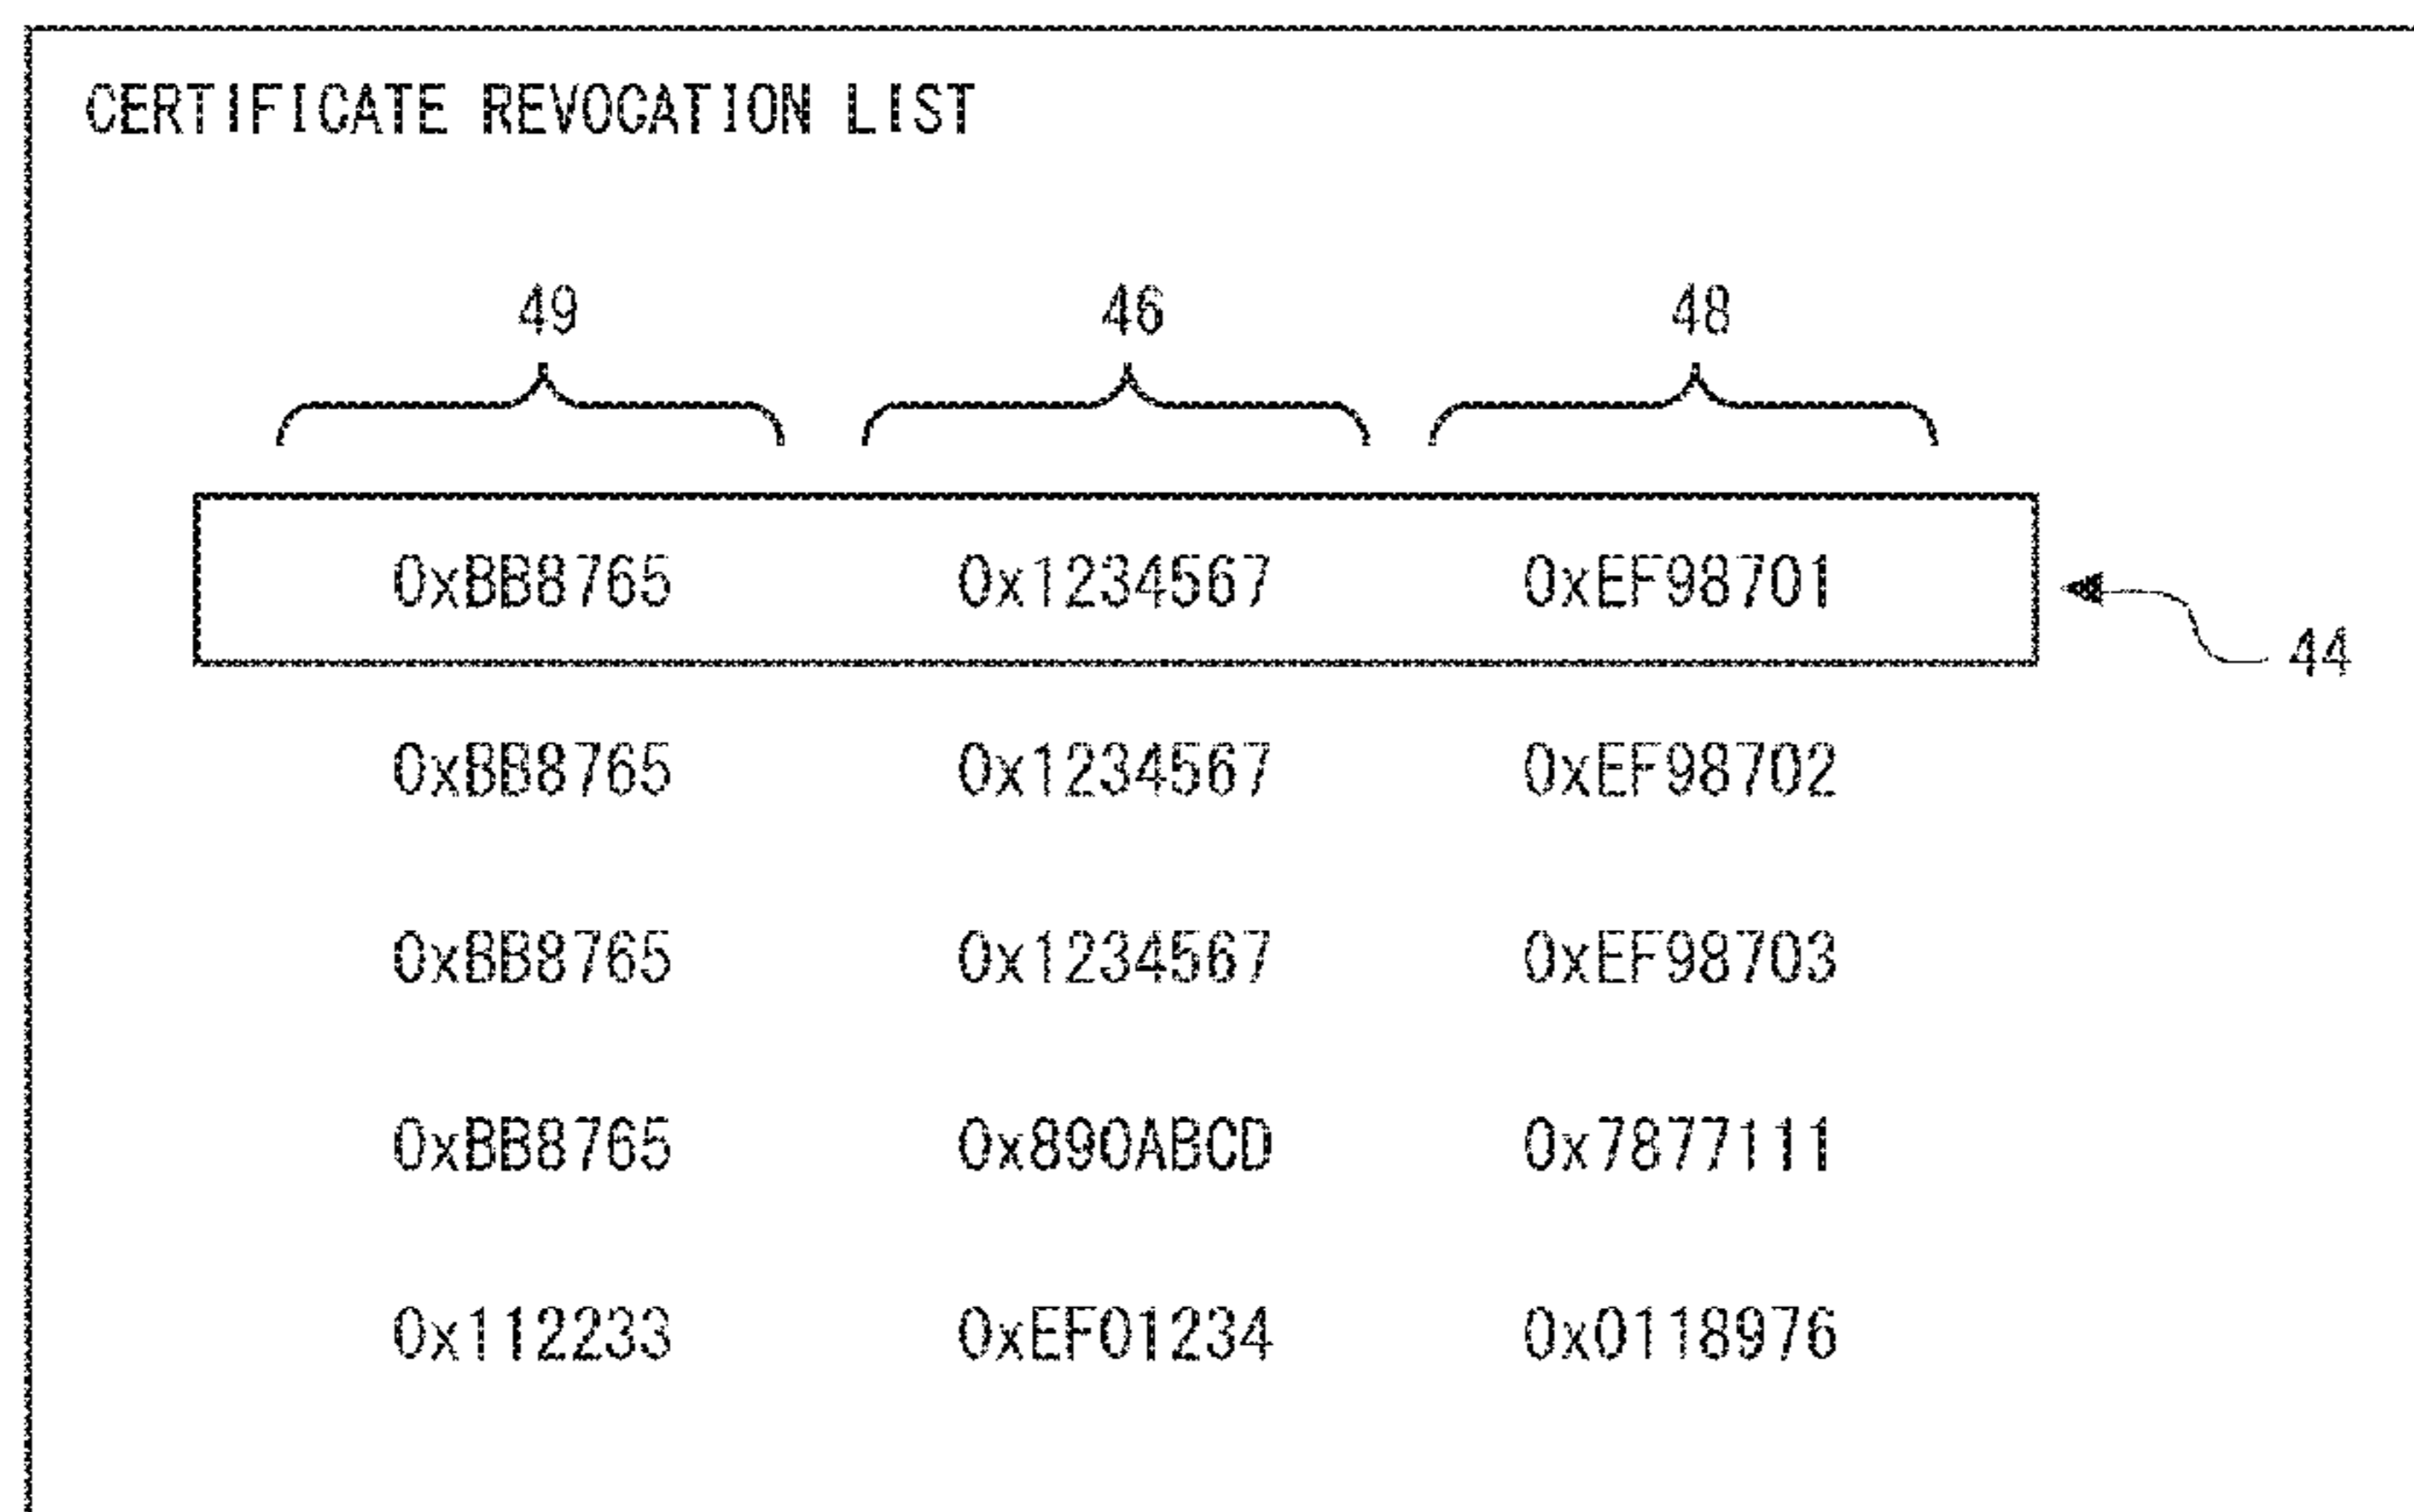 CERTIFICATE REVOCATION LIST
49 46 48
0xBB8765 0x1234567 0xEF98701
44
0xBB8765 0x1234567 0xEF98702
0xBB8765 0x1234567 0xEF98703
0xBB8765 0x890ABCD 0x7877111
0x112233 0xEF01234 0x0118976